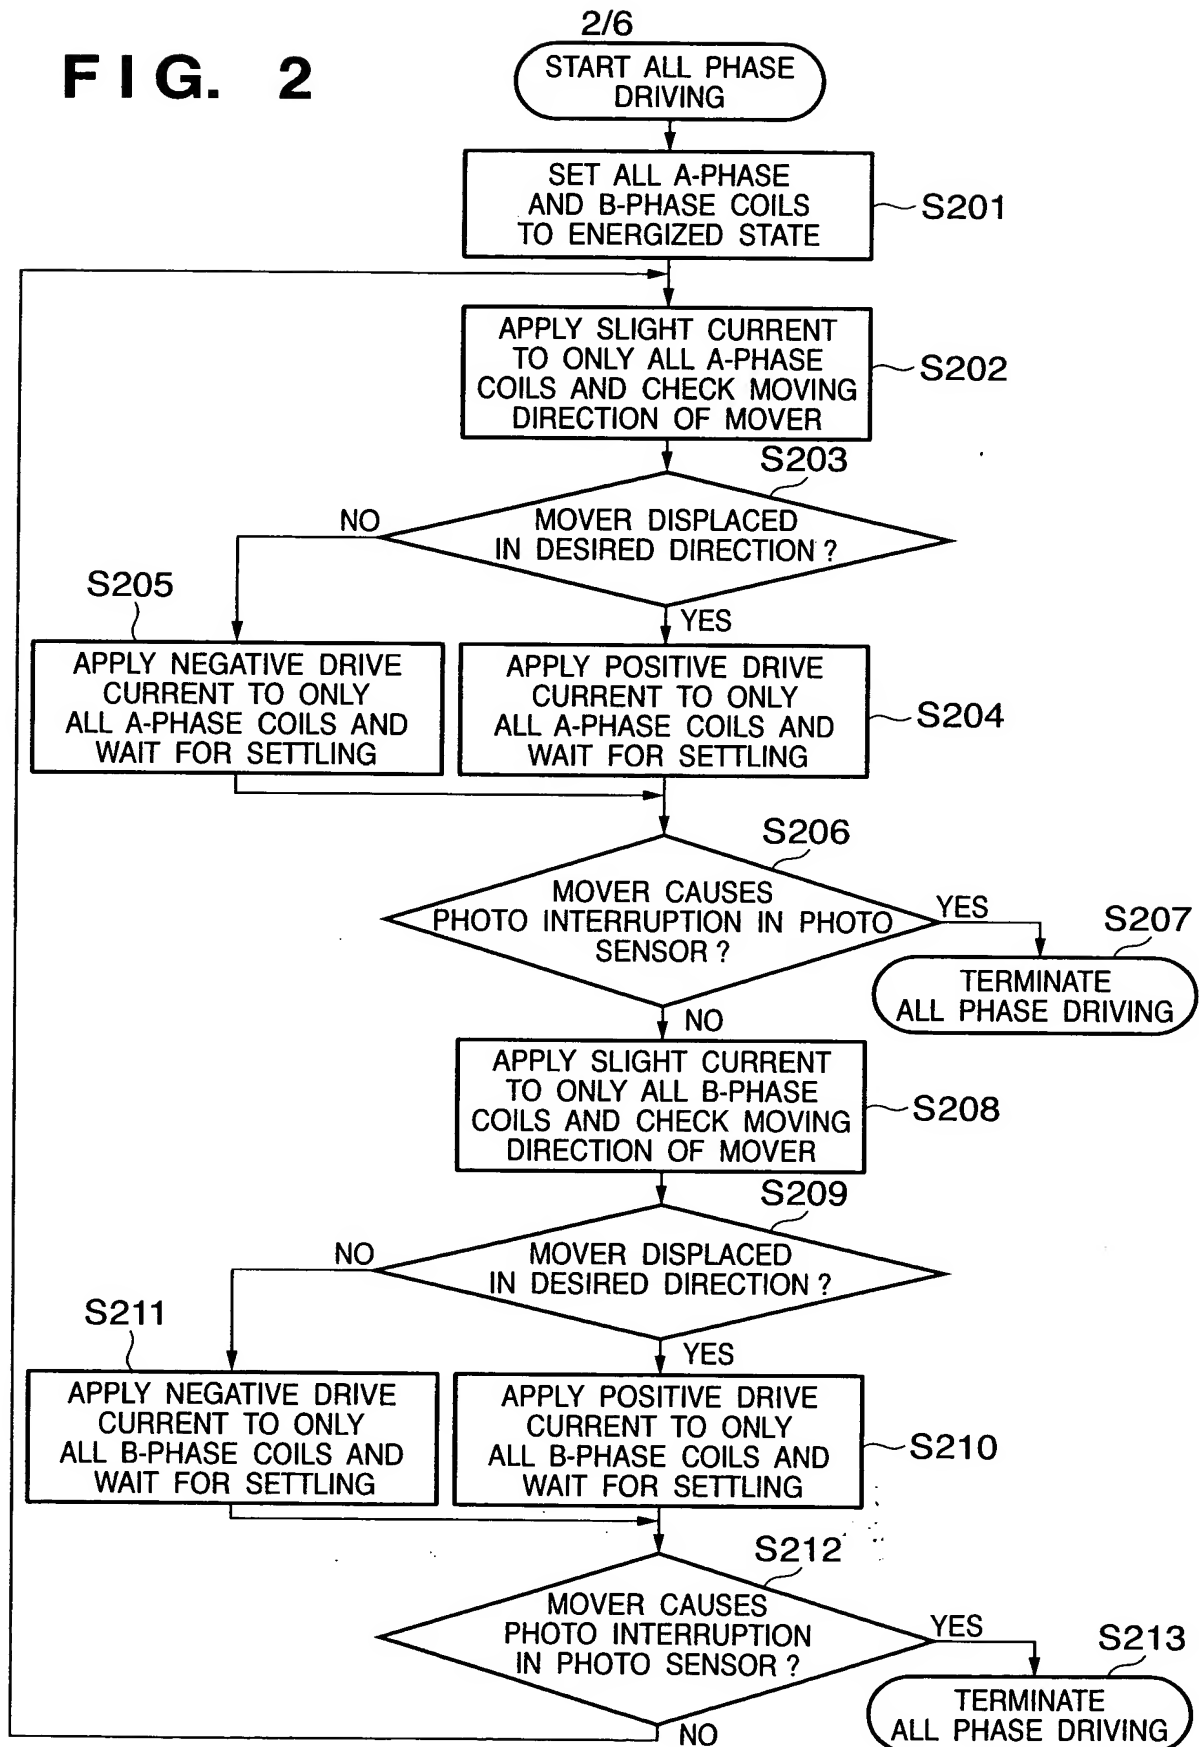 2/6
FIG. 2
START ALL PHASE
DRIVING
SET ALL A-PHASE
AND B-PHASE COILS
TO ENERGIZED STATE
S201
APPLY SLIGHT CURRENT
TO ONLY ALL A-PHASE
COILS AND CHECK MOVING
DIRECTION OF MOVER
S202
S203
MOVER DISPLACED
IN DESIRED DIRECTION ?
NO
YES
S205
APPLY NEGATIVE DRIVE
CURRENT TO ONLY
ALL A-PHASE COILS AND
WAIT FOR SETTLING
APPLY POSITIVE DRIVE
CURRENT TO ONLY
ALL A-PHASE COILS AND
WAIT FOR SETTLING
S204
S206
MOVER CAUSES
PHOTO INTERRUPTION IN PHOTO
SENSOR ?
YES
S207
TERMINATE
ALL PHASE DRIVING
NO
APPLY SLIGHT CURRENT
TO ONLY ALL B-PHASE
COILS AND CHECK MOVING
DIRECTION OF MOVER
S208
S209
MOVER DISPLACED
IN DESIRED DIRECTION ?
NO
YES
S211
APPLY NEGATIVE DRIVE
CURRENT TO ONLY
ALL B-PHASE COILS AND
WAIT FOR SETTLING
APPLY POSITIVE DRIVE
CURRENT TO ONLY
ALL B-PHASE COILS AND
WAIT FOR SETTLING
S210
S212
MOVER CAUSES
PHOTO INTERRUPTION
IN PHOTO SENSOR ?
YES
S213
TERMINATE
ALL PHASE DRIVING
NO